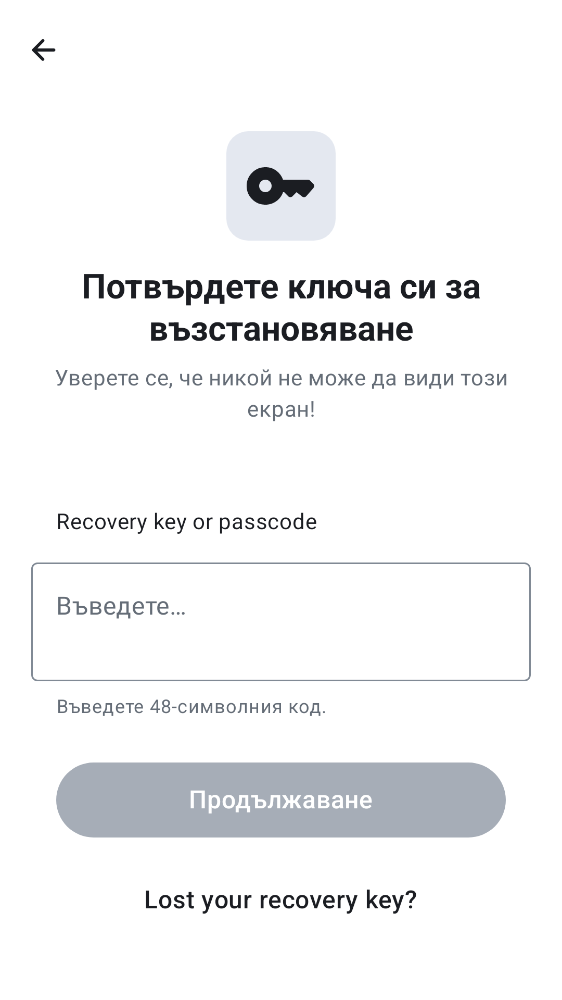 Потвърдете ключа си за
възстановяване
Уверете се, че никой не може да види този
екран!
Recovery key or passcode
Въведете…
Въведете 48-символния код.
Продължаване
Lost your recovery key?